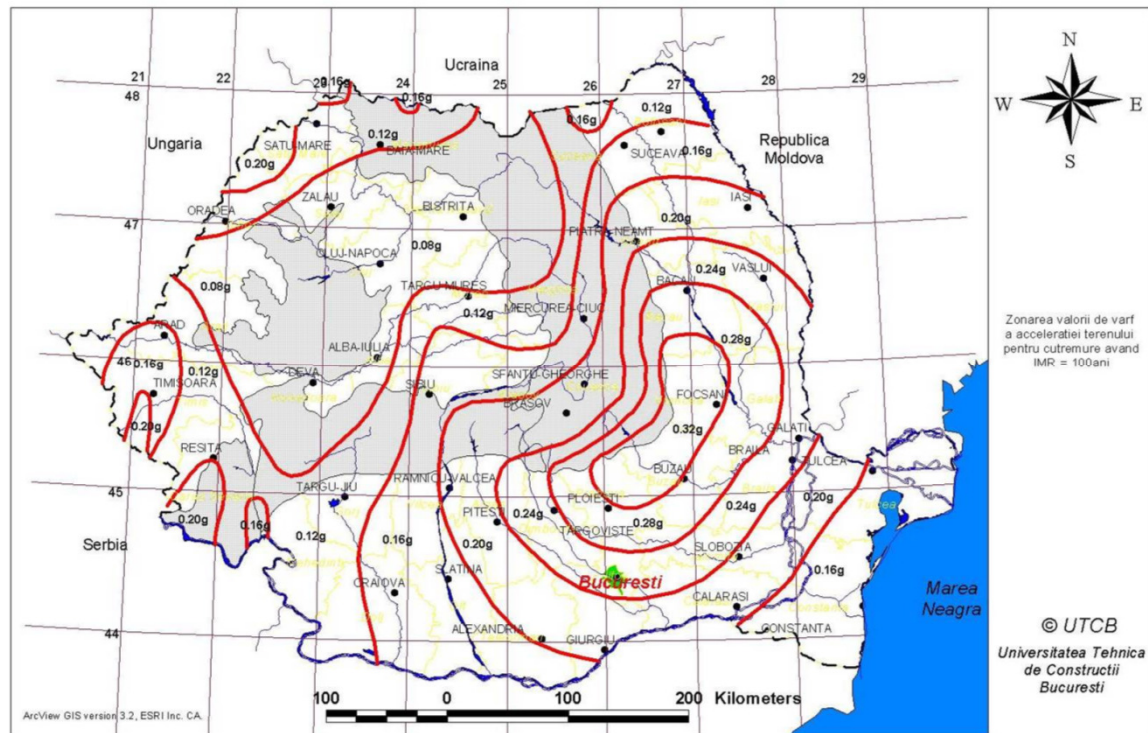 Ucraina
21
22
23
24
25
26
27
28
29
48
0.16g
0.16g
0.16g
0.12g
Ungaria
Republica
Moldova
SATU-MARE
0.12g
BAIA-MARE
SUCEAVA
0.16g
0.20g
ZALAU
BISTRITA
IASI
ORADEA
47
0.20g
0.08g
PIATRA-NEAMT
CLUJ-NAPOCA
0.24g
VASLUI
0.08g
TARGU-MURES
BACAU
0.12g
MIERCUREA-CIUC
ARAD
0.28g
46
0.16g
0.12g
ALBA-IULIA
TIMISOARA
DEVA
SIBIU
SFANTU-GHEORGHE
BRASOV
FOCSANI
0.20g
0.32g
GALATI
RESITA
BRAILA
TULCEA
BUZAU
45
TARGU-JIU
RAMNICU-VALCEA
0.20g
0.20g
0.16g
PITESTI
0.24g
PLOIESTI
0.24g
TARGOVISTE
0.28g
Serbia
0.12g
0.16g
0.20g
SLOBOZIA
0.16g
CRAIOVA
SLATINA
Bucuresti
CALARASI
CONSTANTA
44
ALEXANDRIA
GIURGIU
Marea
Neagra
100
0
100
200
Kilometers
ArcView GIS version 3.2, ESRI Inc. CA.
N
W
E
S
Zonarea valorii de varf
a acceleratiei terenului
pentru cutremure avand
IMR = 100ani
© UTCB
Universitatea Tehnica
de Constructii
Bucuresti